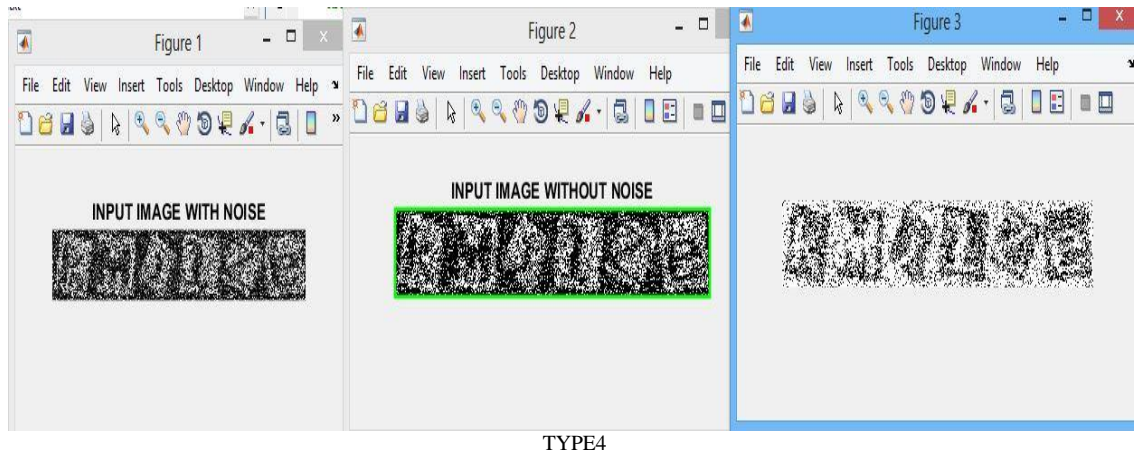 Figure 1
File Edit View Insert Tools Desktop Window Help
INPUT IMAGE WITH NOISE
Figure 2
File Edit View Insert Tools Desktop Window Help
INPUT IMAGE WITHOUT NOISE
Figure 3
File Edit View Insert Tools Desktop Window Help
TYPE4